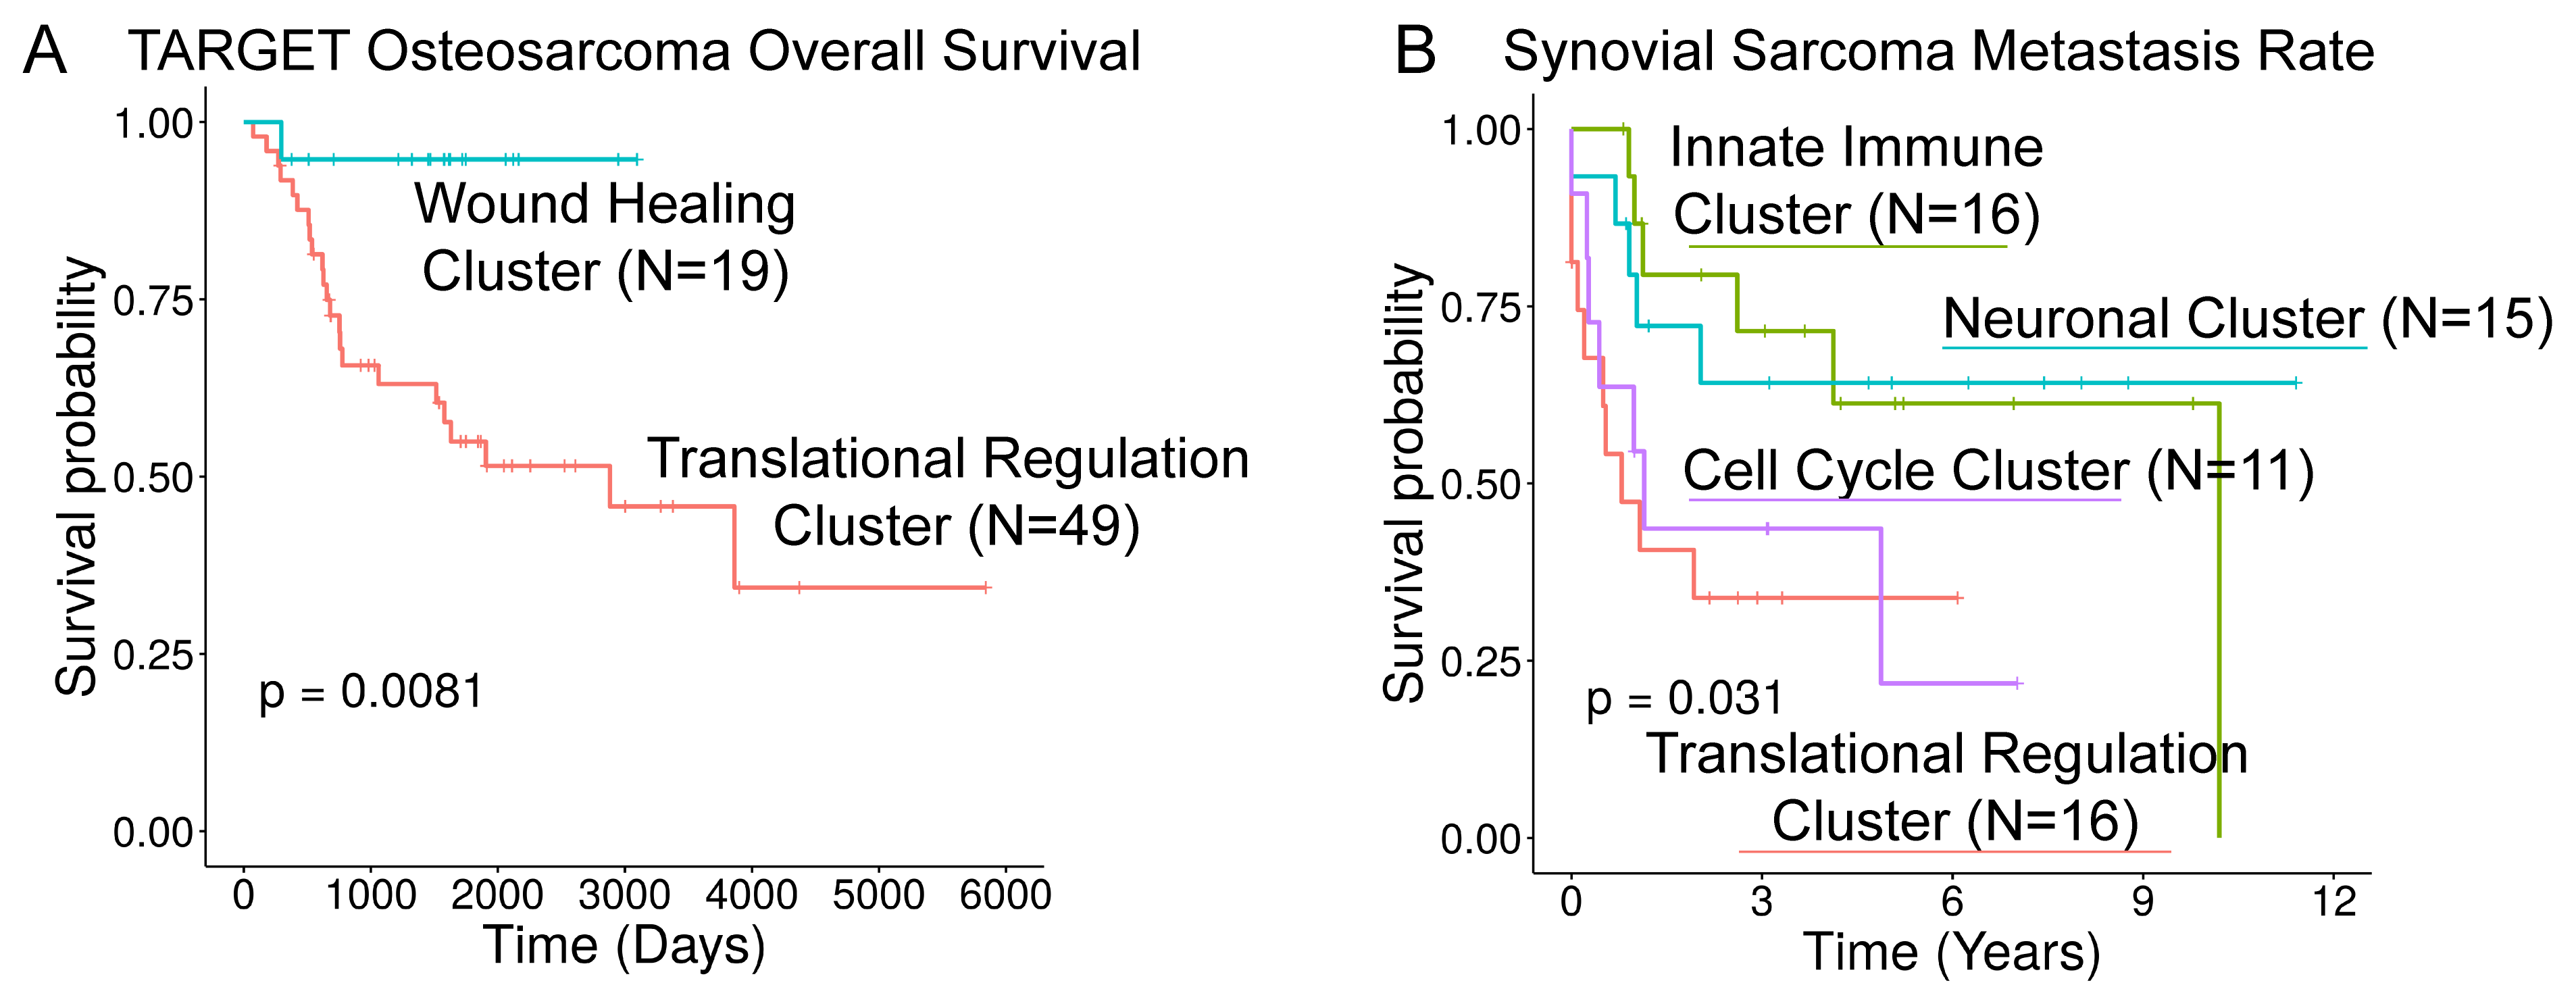 A
TARGET Osteosarcoma Overall Survival
Survival probability
1.00
0.75
0.50
0.25
0.00
Wound Healing
Cluster (N=19)
Translational Regulation
Cluster (N=49)
p = 0.0081
0 1000 2000 3000 4000 5000 6000
Time (Days)
B
Synovial Sarcoma Metastasis Rate
Survival probability
1.00
0.75
0.50
0.25
0.00
Innate Immune
Cluster (N=16)
Neuronal Cluster (N=15)
Cell Cycle Cluster (N=11)
p = 0.031
Translational Regulation
Cluster (N=16)
0 3 6 9 12
Time (Years)